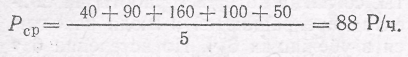 P_ср = (40 + 90 + 160 + 100 + 50) / 5 = 88 Р/ч.